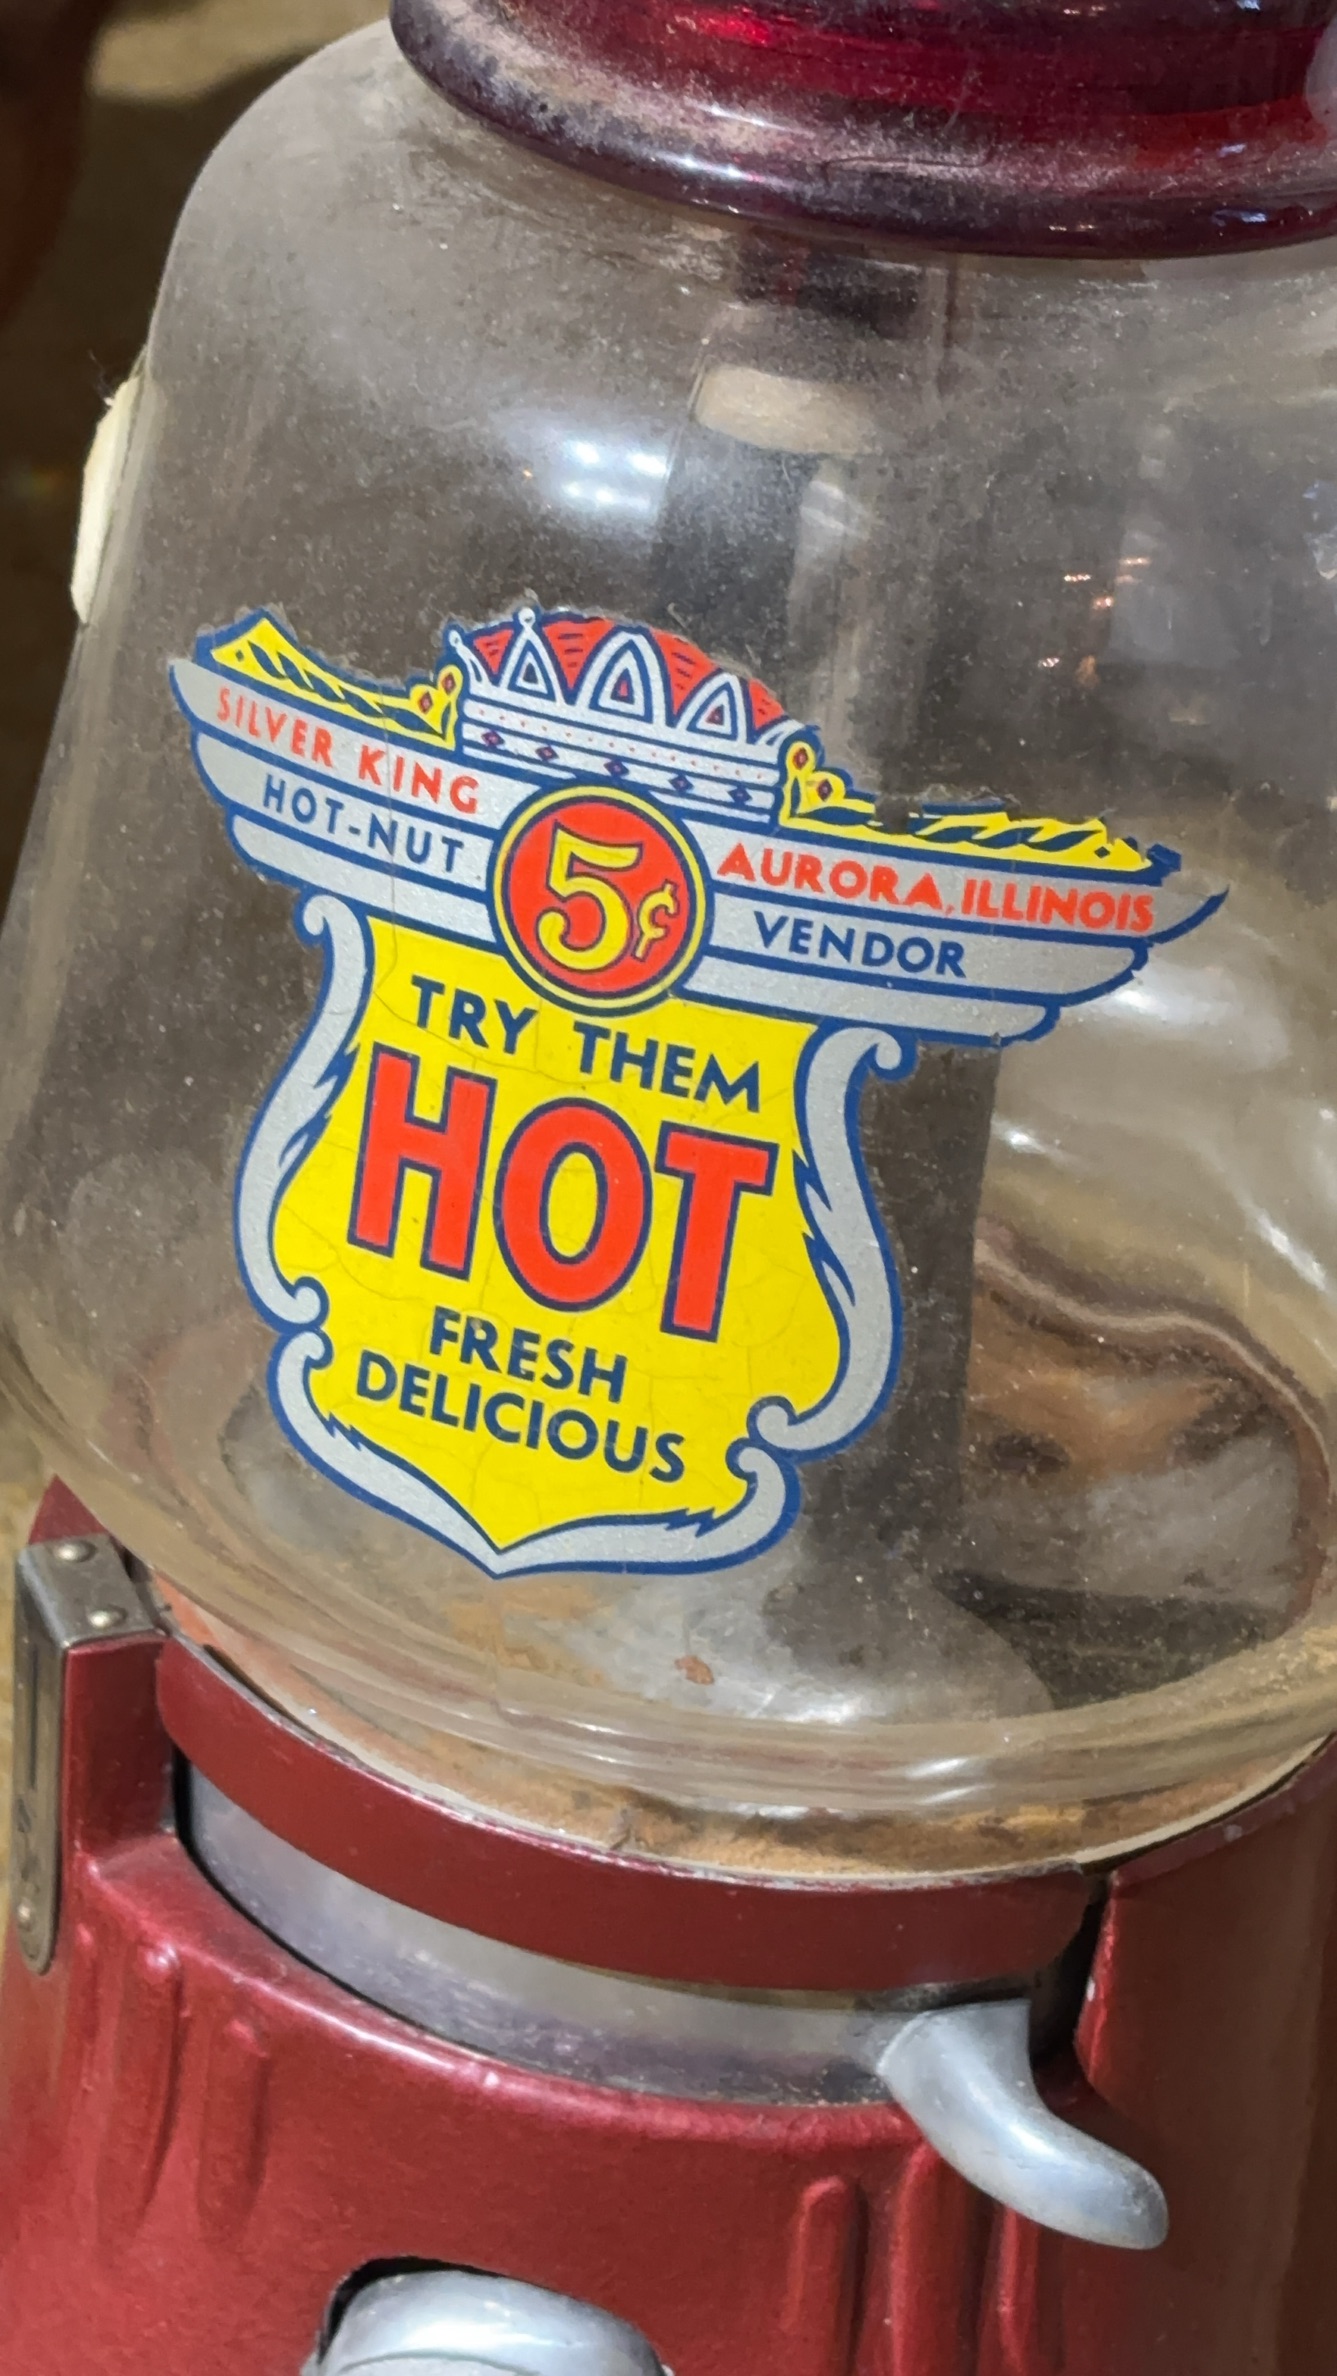 SILVER KING AURORA, ILLINOIS
HOT-NUT VENDOR
5¢
TRY THEM
HOT
FRESH
DELICIOUS